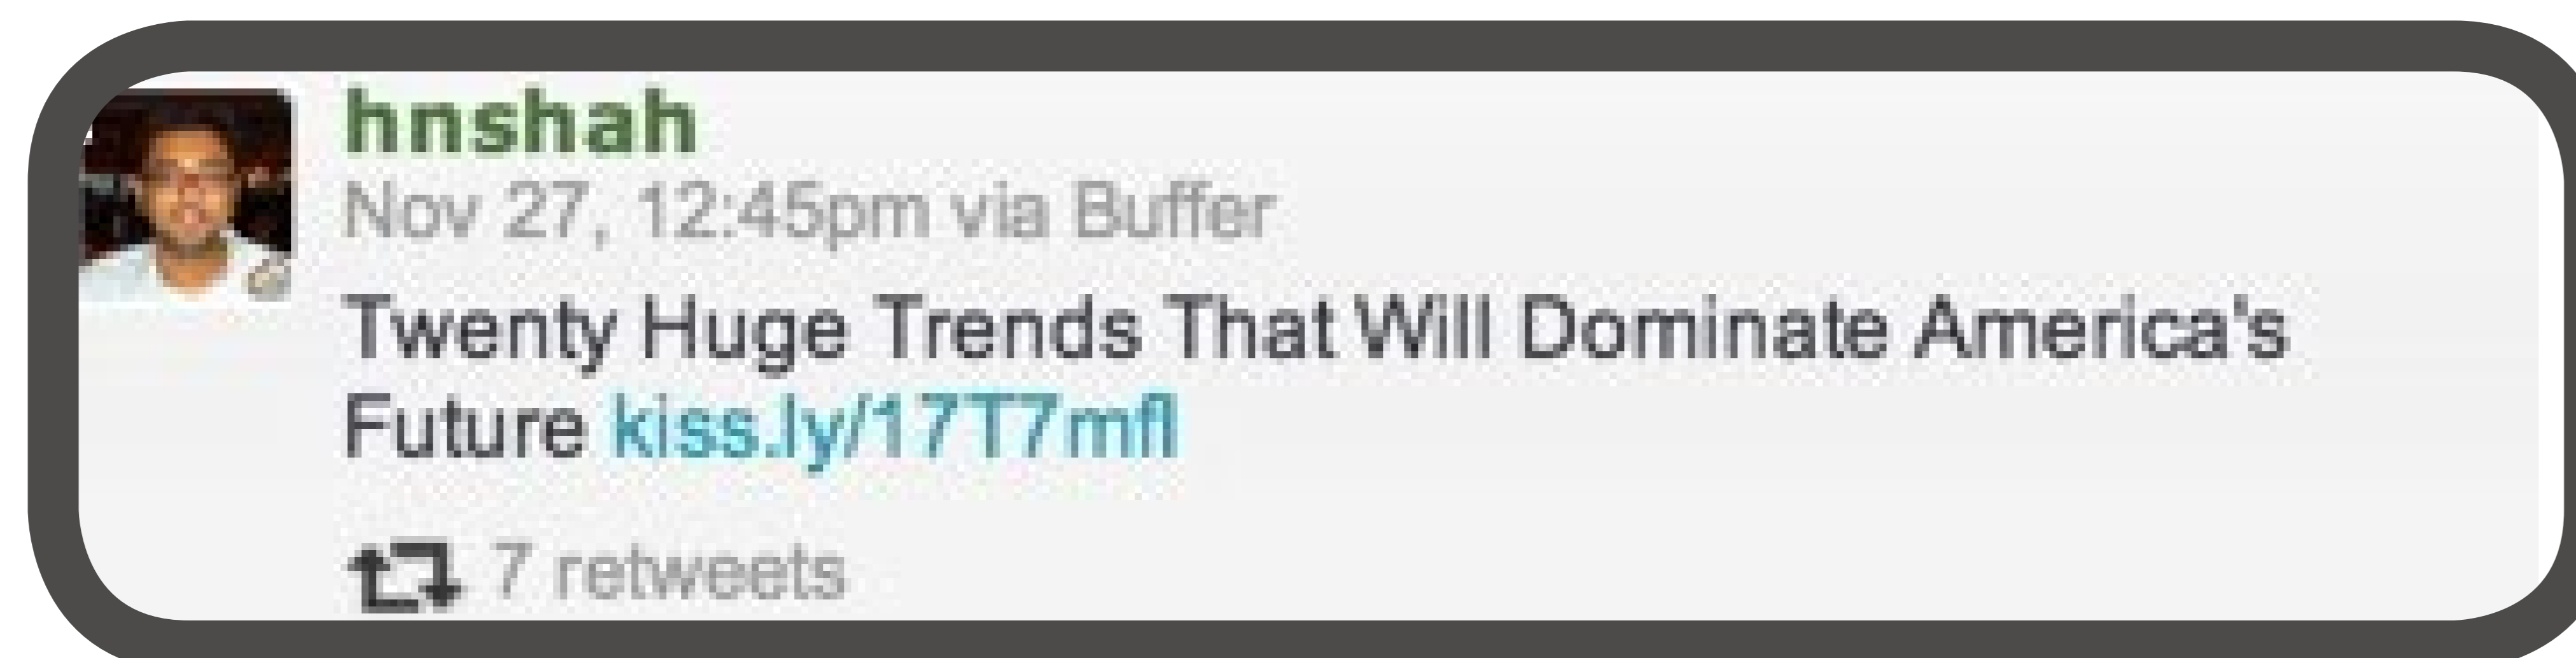 hnshah
Nov 27, 12:45pm via Buffer
Twenty Huge Trends That Will Dominate America's
Future kiss.ly/17T7mfl
7 retweets